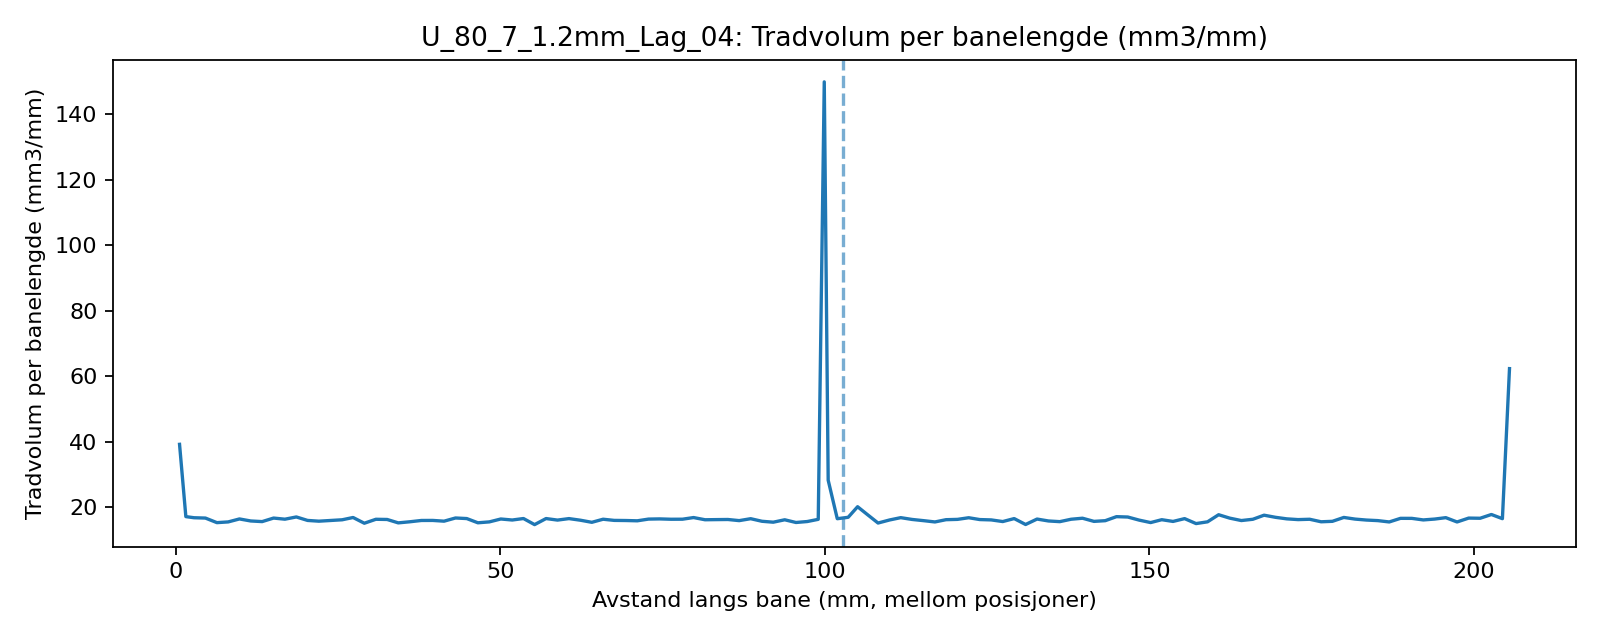 U_80_7_1.2mm_Lag_04: Tradvolum per banelengde (mm3/mm)
Tradvolum per banelengde (mm3/mm)
140
120
100
80
60
40
20
0 50 100 150 200
Avstand langs bane (mm, mellom posisjoner)